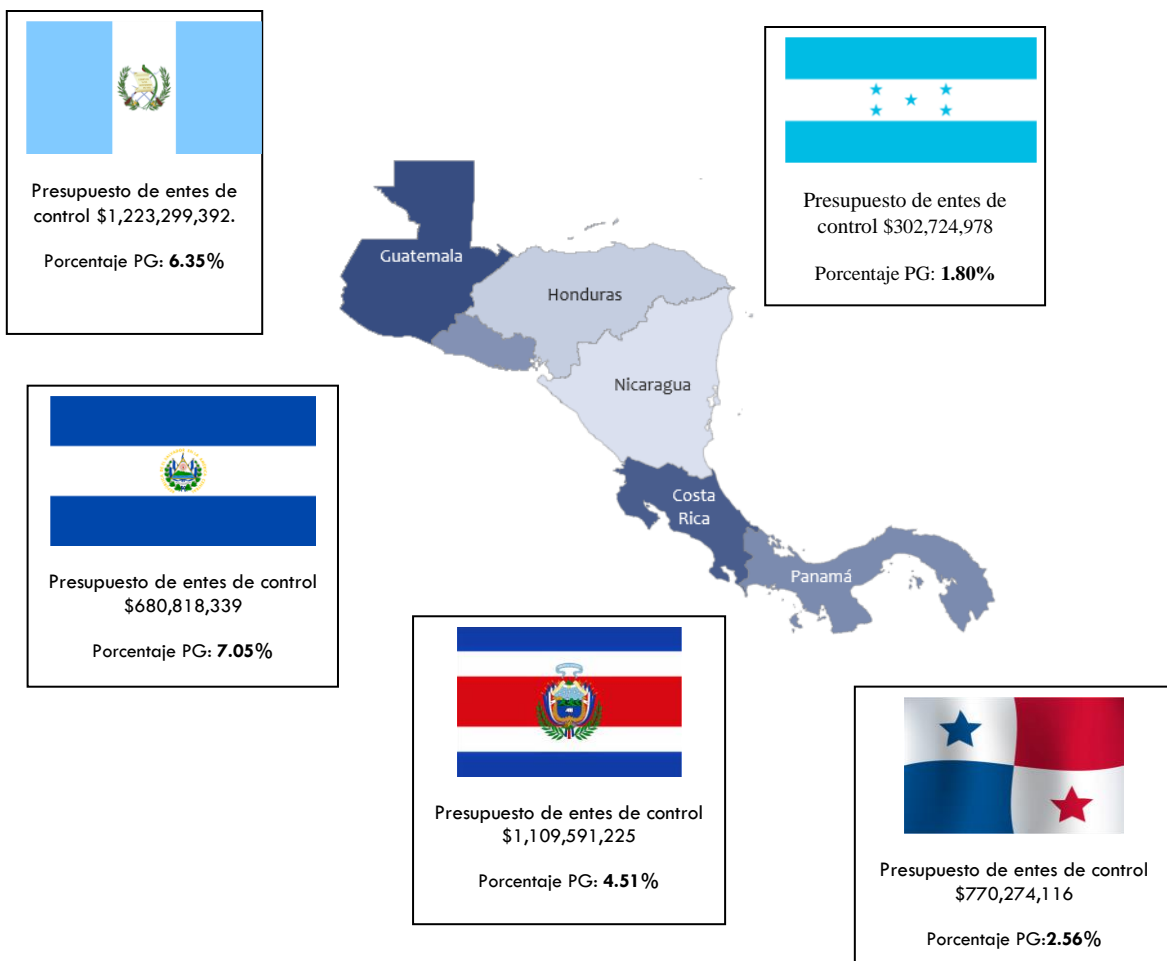 Presupuesto de entes de
control $1,223,299,392.
Porcentaje PG: 6.35%
Presupuesto de entes de
control $302,724,978
Porcentaje PG: 1.80%
Guatemala
Honduras
Nicaragua
Costa
Rica
Panamá
Presupuesto de entes de control
$680,818,339
Porcentaje PG: 7.05%
Presupuesto de entes de control
$1,109,591,225
Porcentaje PG: 4.51%
Presupuesto de entes de control
$770,274,116
Porcentaje PG:2.56%